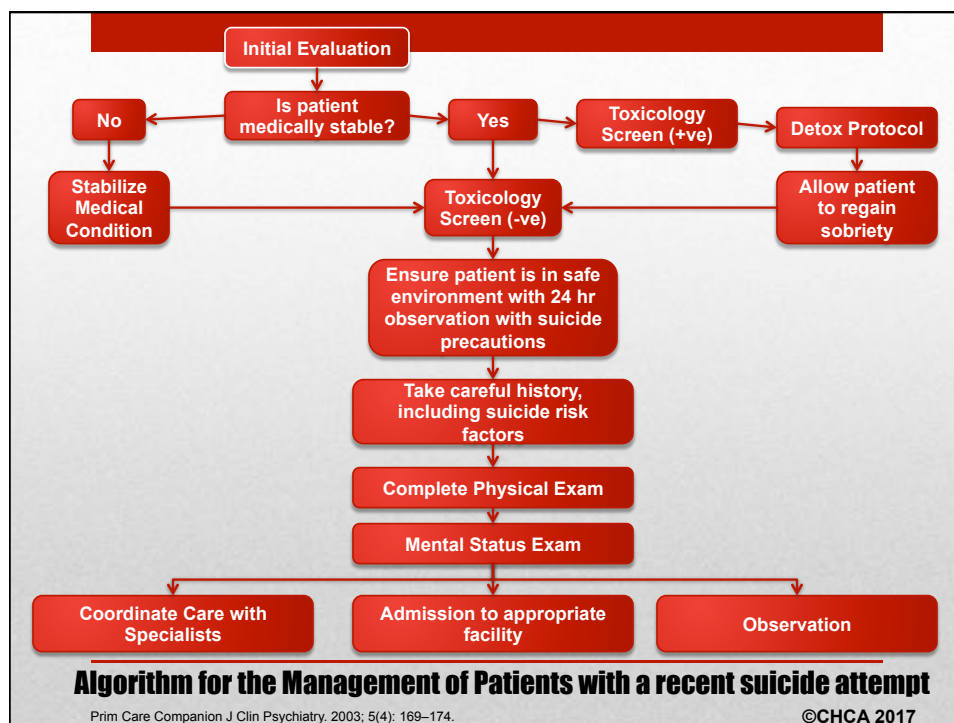 Initial Evaluation
No
Is patient
medically stable?
Yes
Toxicology
Screen (+ve)
Detox Protocol
Stabilize
Medical
Condition
Toxicology
Screen (-ve)
Allow patient
to regain
sobriety
Ensure patient is in safe
environment with 24 hr
observation with suicide
precautions
Take careful history,
including suicide risk
factors
Complete Physical Exam
Mental Status Exam
Coordinate Care with
Specialists
Admission to appropriate
facility
Observation
Algorithm for the Management of Patients with a recent suicide attempt
Prim Care Companion J Clin Psychiatry. 2003; 5(4): 169–174.
©CHCA 2017